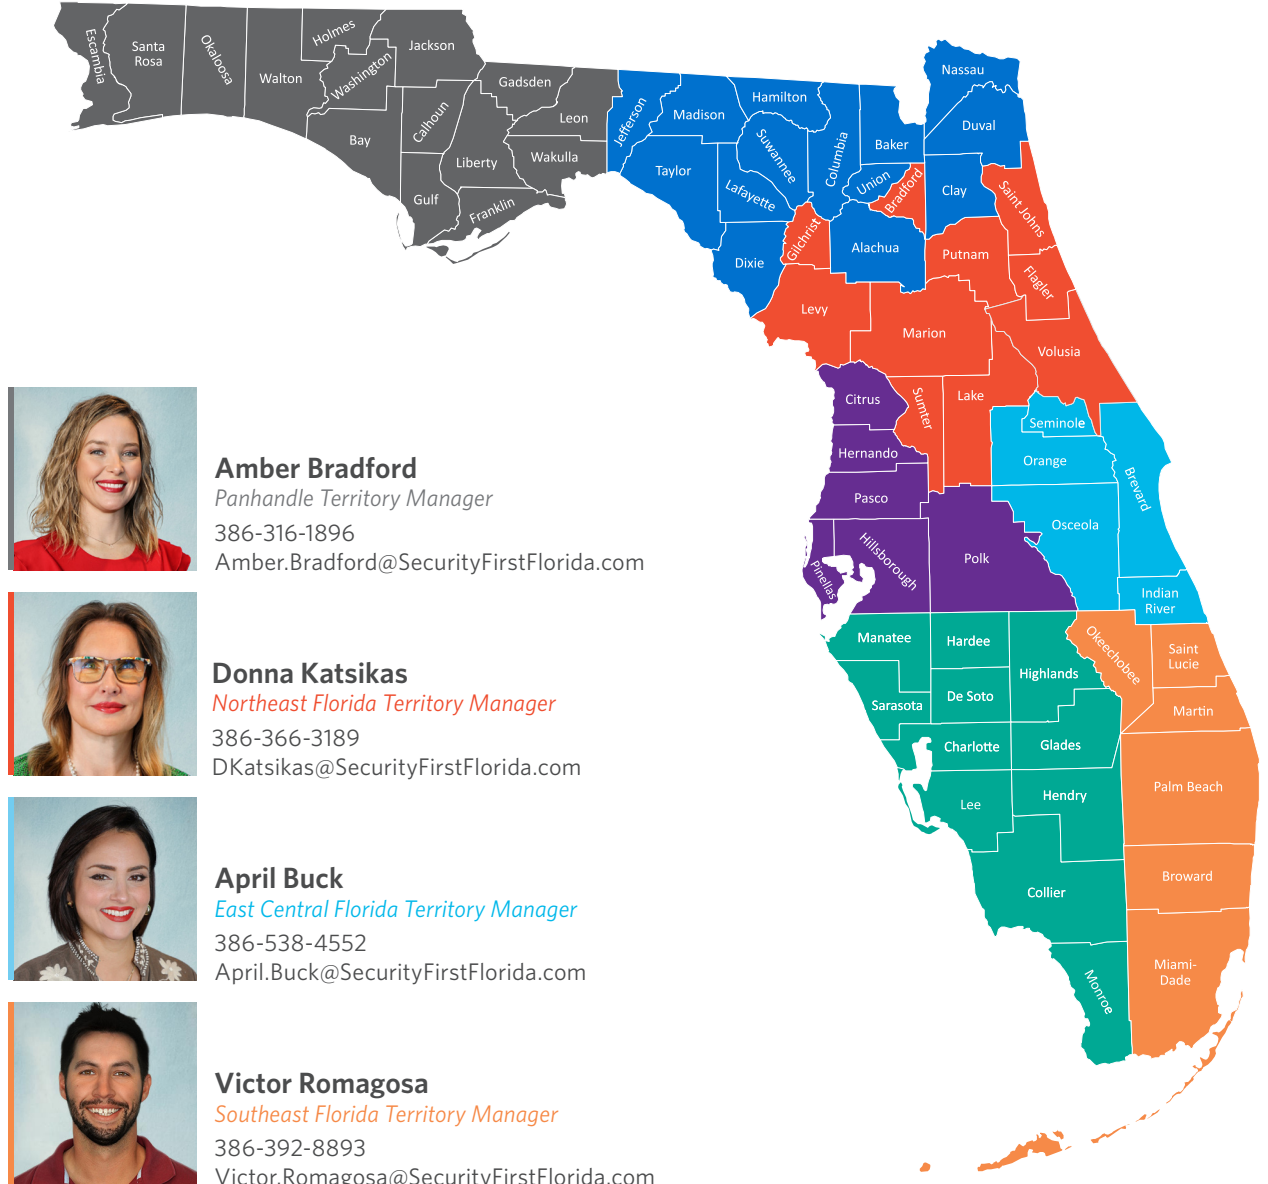 Escambia
Santa
Rosa
Okaloosa
Walton
Holmes
Washington
Jackson
Bay
Calhoun
Gulf
Liberty
Gadsden
Franklin
Leon
Wakulla
Jefferson
Madison
Taylor
Hamilton
Suwannee
Lafayette
Dixie
Columbia
Baker
Union
Bradford
Gilchrist
Alachua
Nassau
Duval
Clay
Saint Johns
Putnam
Flagler
Levy
Marion
Volusia
Citrus
Sumter
Lake
Hernando
Pasco
Seminole
Orange
Brevard
Osceola
Pinellas
Hillsborough
Polk
Indian
River
Manatee
Hardee
Highlands
Okeechobee
Saint
Lucie
Sarasota
De Soto
Martin
Charlotte
Glades
Palm Beach
Lee
Hendry
Collier
Broward
Monroe
Miami-
Dade
Amber Bradford
Panhandle Territory Manager
386-316-1896
Amber.Bradford@SecurityFirstFlorida.com
Donna Katsikas
Northeast Florida Territory Manager
386-366-3189
DKatsikas@SecurityFirstFlorida.com
April Buck
East Central Florida Territory Manager
386-538-4552
April.Buck@SecurityFirstFlorida.com
Victor Romagosa
Southeast Florida Territory Manager
386-392-8893
Victor.Romagosa@SecurityFirstFlorida.com